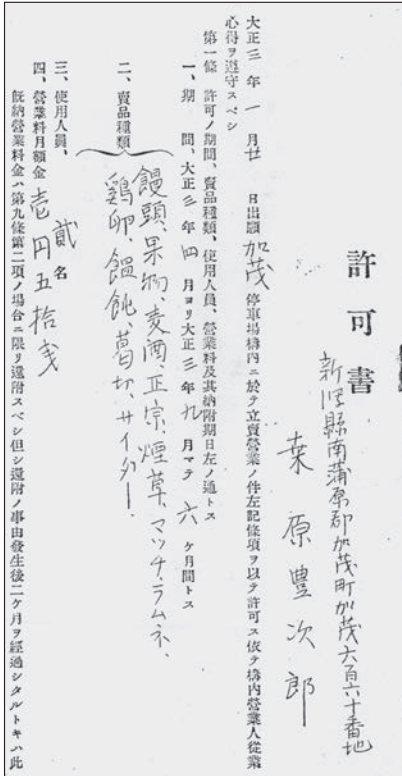 許可書
新潟縣南蒲原郡加茂町加茂六百六十番地
桒原豊次郎
大正三年一月廿　日出願加茂停車場構内ニ於テ立賣營業ノ件左記條項ヲ以テ許可ス依テ構内營業人從業
心得ヲ遵守スベシ
第一條　許可ノ期間、賣品種類、使用人員、營業料及其納附期日左ノ通トス
一、期　間、大正三年四月ヨリ大正三年九月マテ六ケ月間トス
二、賣品種類
饅頭、果物、麦酒、正宗、煙草、マッチ、ラムネ、
鶏卵、饂飩、葛切、サイダー、
三、使用人員、貳名
四、營業料月額金壱円五拾戋
既納營業料金ハ第九條第二項ノ場合ニ限リ還附スベシ但シ還附ノ事由發生後二ケ月ヲ經過シタルトキハ此